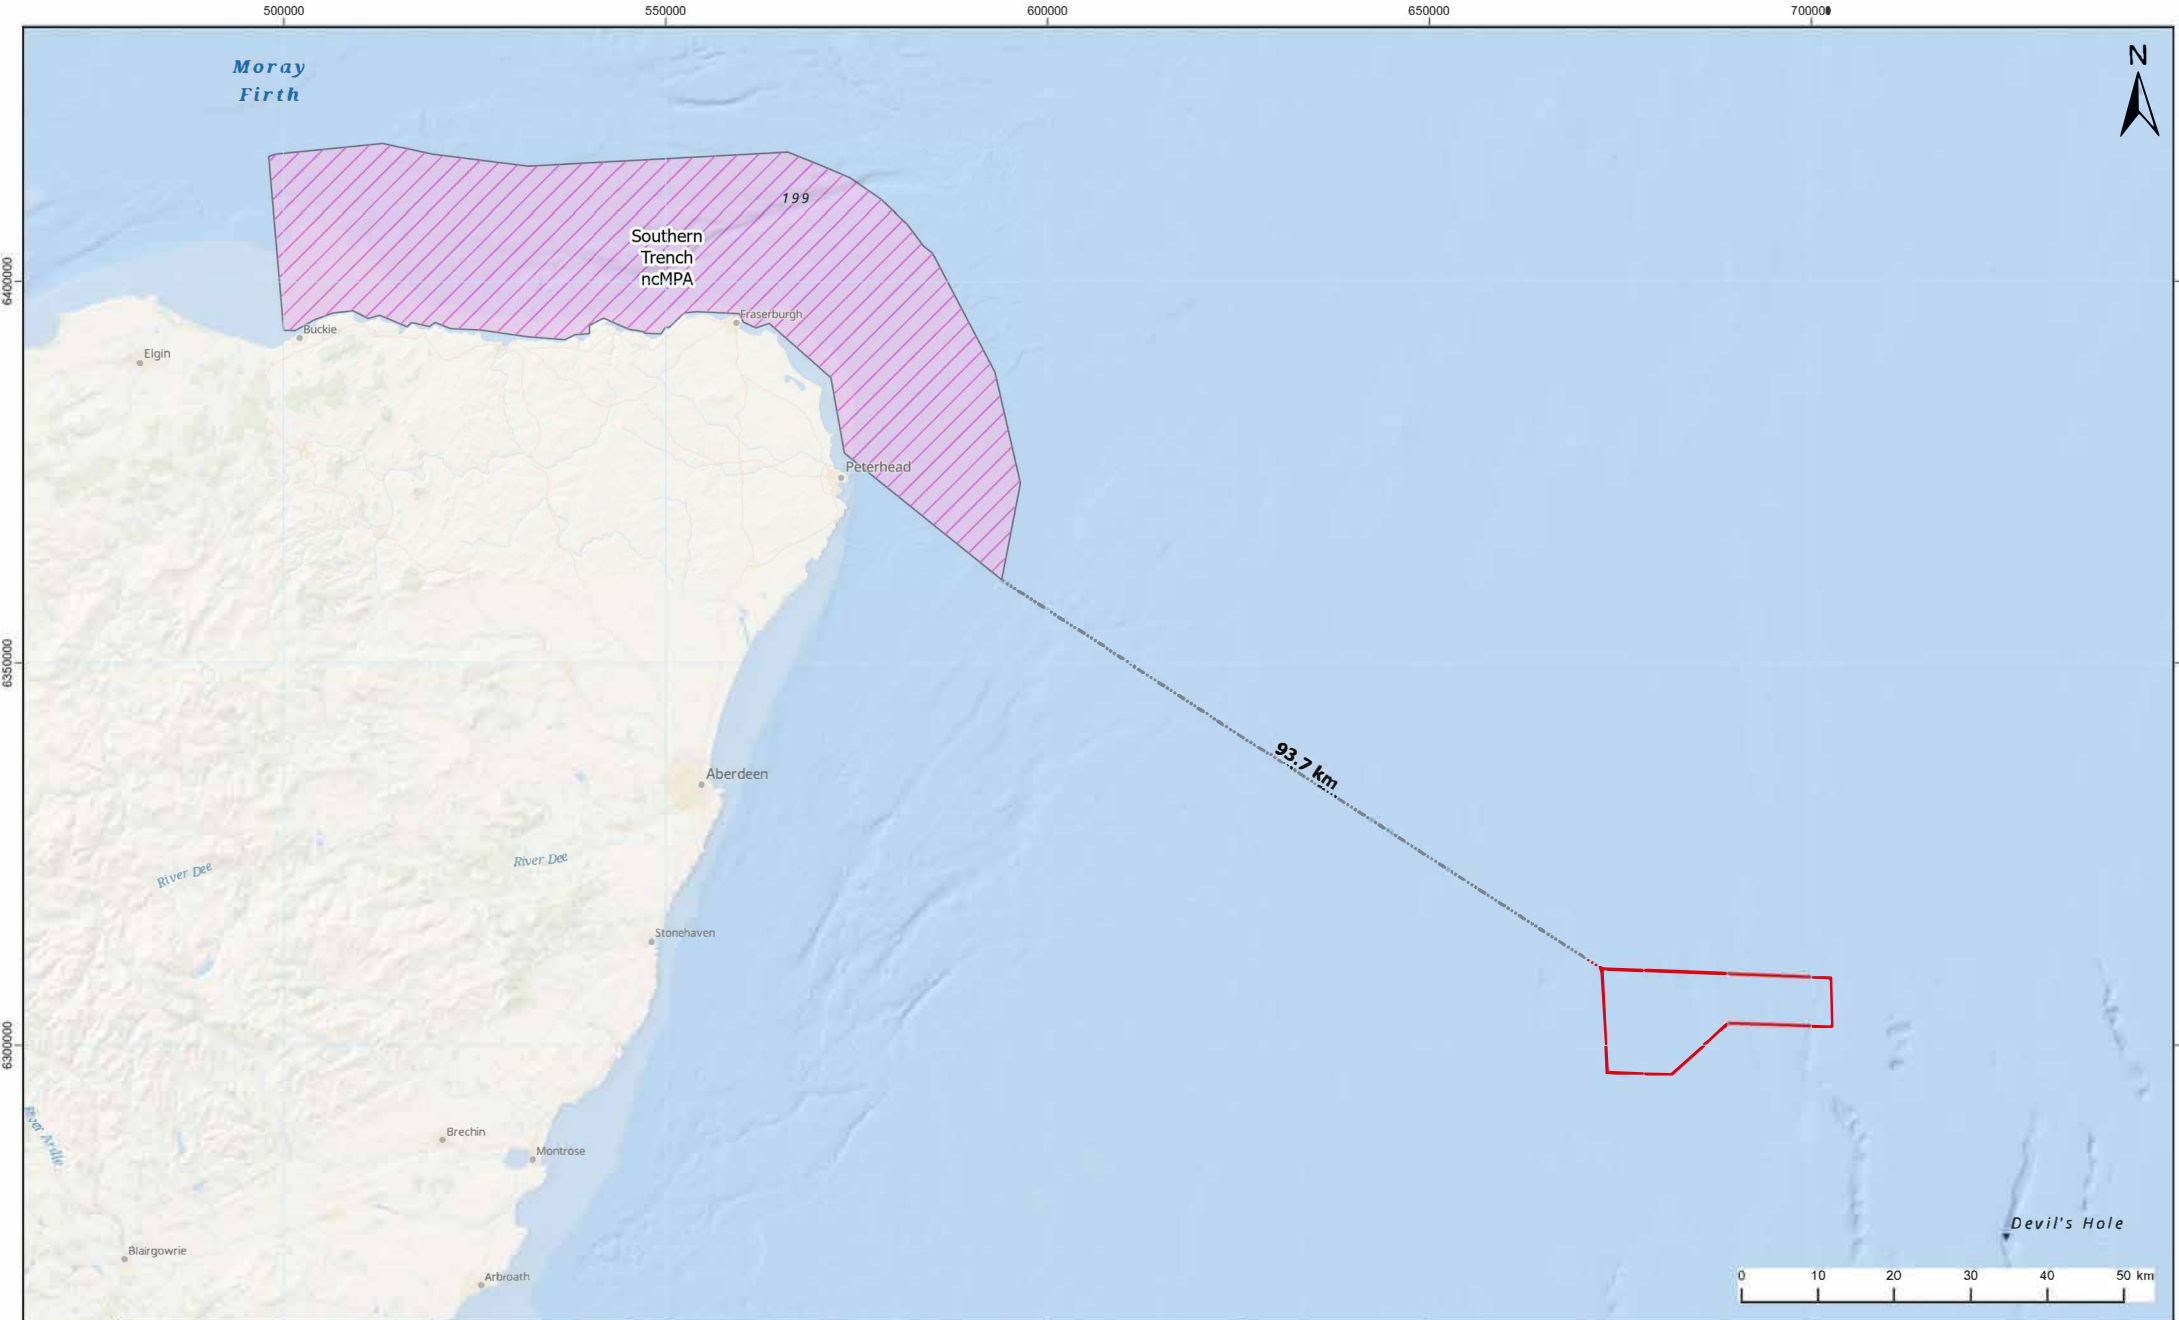 500000
550000
600000
650000
700000
N
Moray
Firth
199
Southern
Trench
ncMPA
6400000
Fraserburgh
Buckie
Elgin
Peterhead
6350000
93.7 km
Aberdeen
River Dee
River Dee
Stonehaven
6300000
River Ardle
Brechin
Montrose
Devil's Hole
Blairgowrie
Arbroath
0 10 20 30 40 50 km